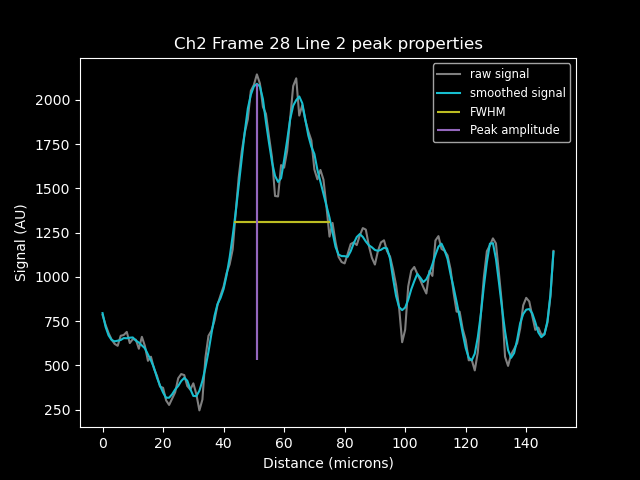 Ch2 Frame 28 Line 2 peak properties
raw signal
smoothed signal
FWHM
Peak amplitude
Signal (AU)
2000
1750
1500
1250
1000
750
500
250
0 20 40 60 80 100 120 140
Distance (microns)